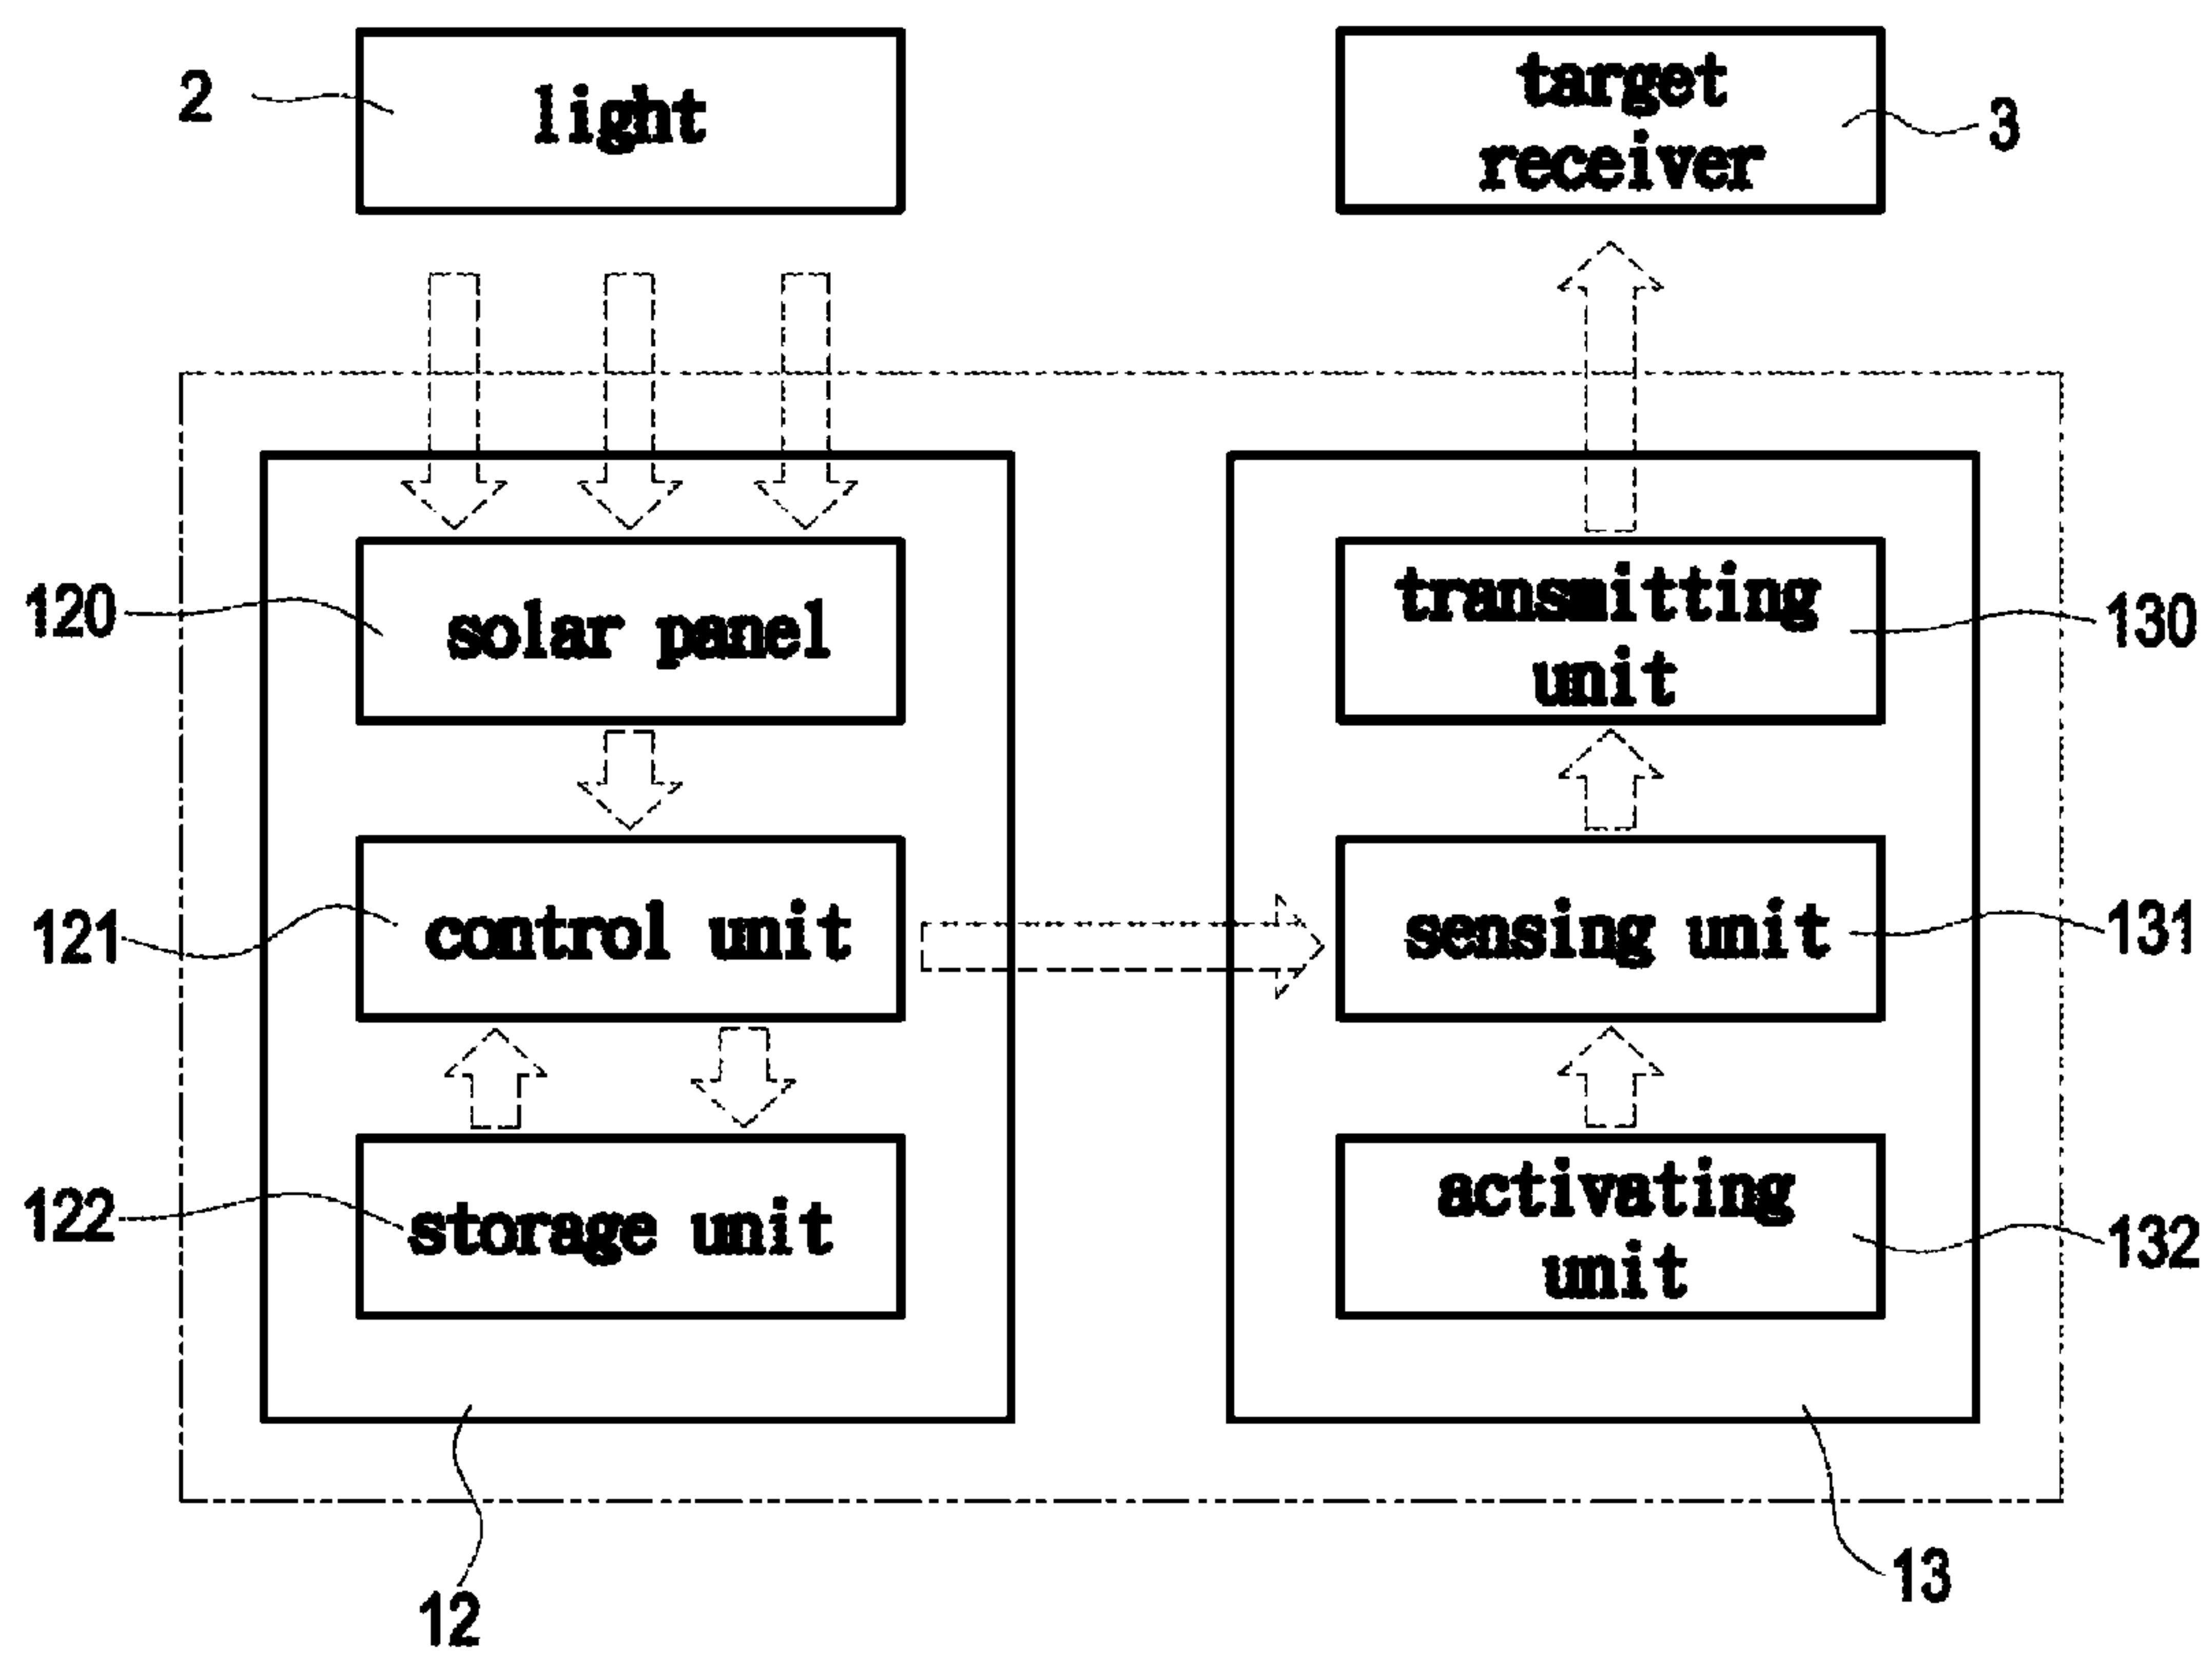 2
light
target
receiver
3
120
solar panel
transmitting
unit
130
121
control unit
sensing unit
131
122
storage unit
activating
unit
132
12
13